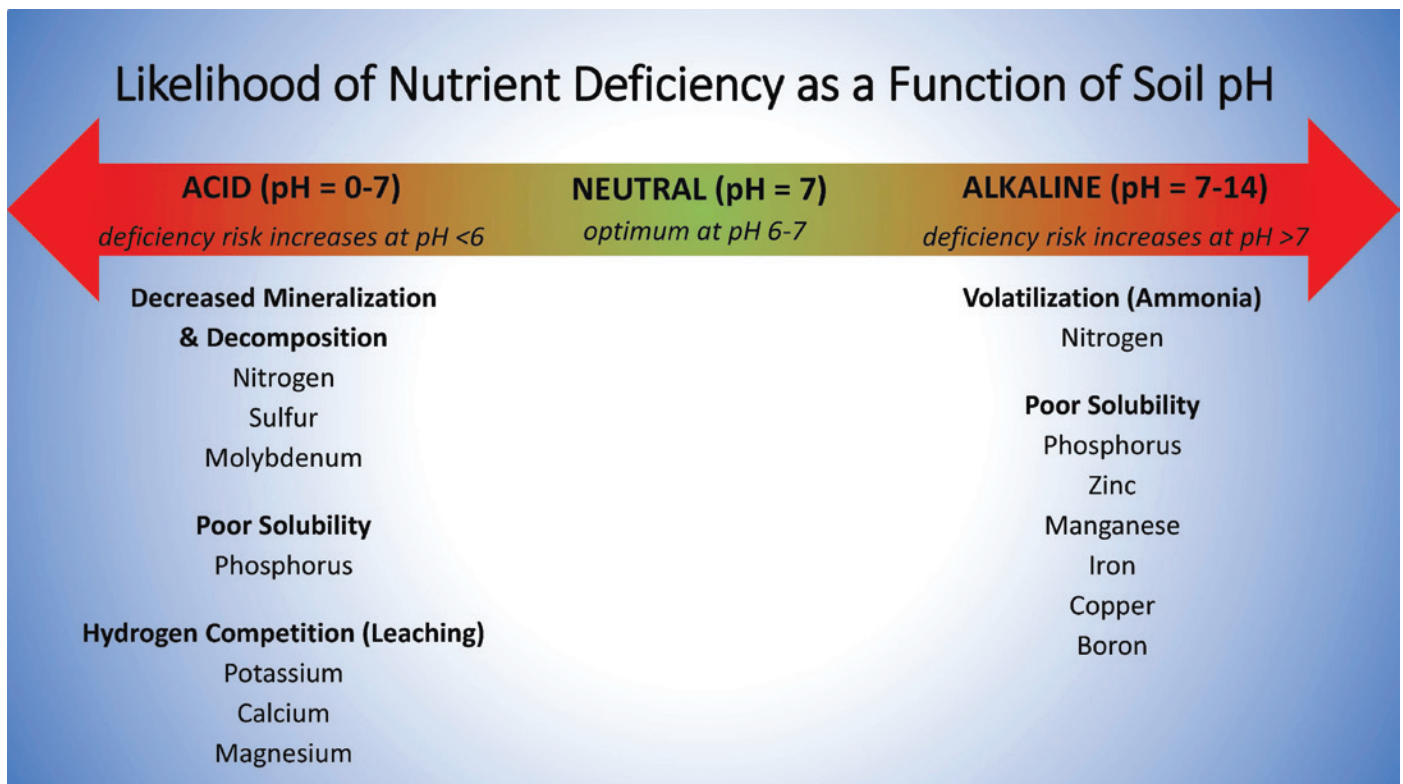 Likelihood of Nutrient Deficiency as a Function of Soil pH
ACID (pH = 0-7)
deficiency risk increases at pH <6
NEUTRAL (pH = 7)
optimum at pH 6-7
ALKALINE (pH = 7-14)
deficiency risk increases at pH >7
Decreased Mineralization
& Decomposition
Nitrogen
Sulfur
Molybdenum
Poor Solubility
Phosphorus
Hydrogen Competition (Leaching)
Potassium
Calcium
Magnesium
Volatilization (Ammonia)
Nitrogen
Poor Solubility
Phosphorus
Zinc
Manganese
Iron
Copper
Boron